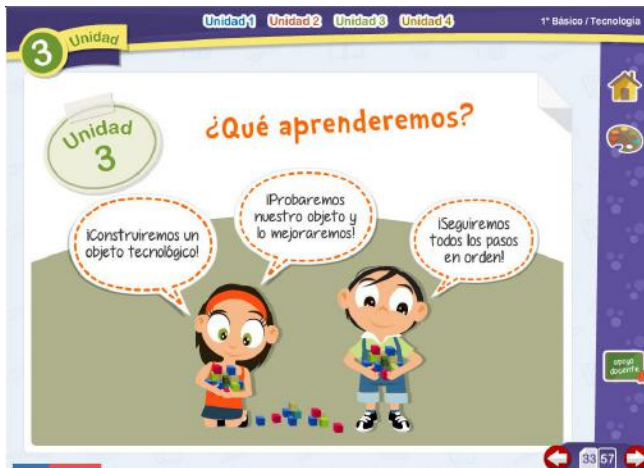 Unidad 1 Unidad 2 Unidad 3 Unidad 4
1° Básico / Tecnología
3 Unidad
Unidad
3
¿Qué aprenderemos?
¡Construiremos un
objeto tecnológico!
¡Probaremos
nuestro objeto y
lo mejoraremos!
¡Seguiremos
todos los pasos
en orden!
apoyo
docente
33 57